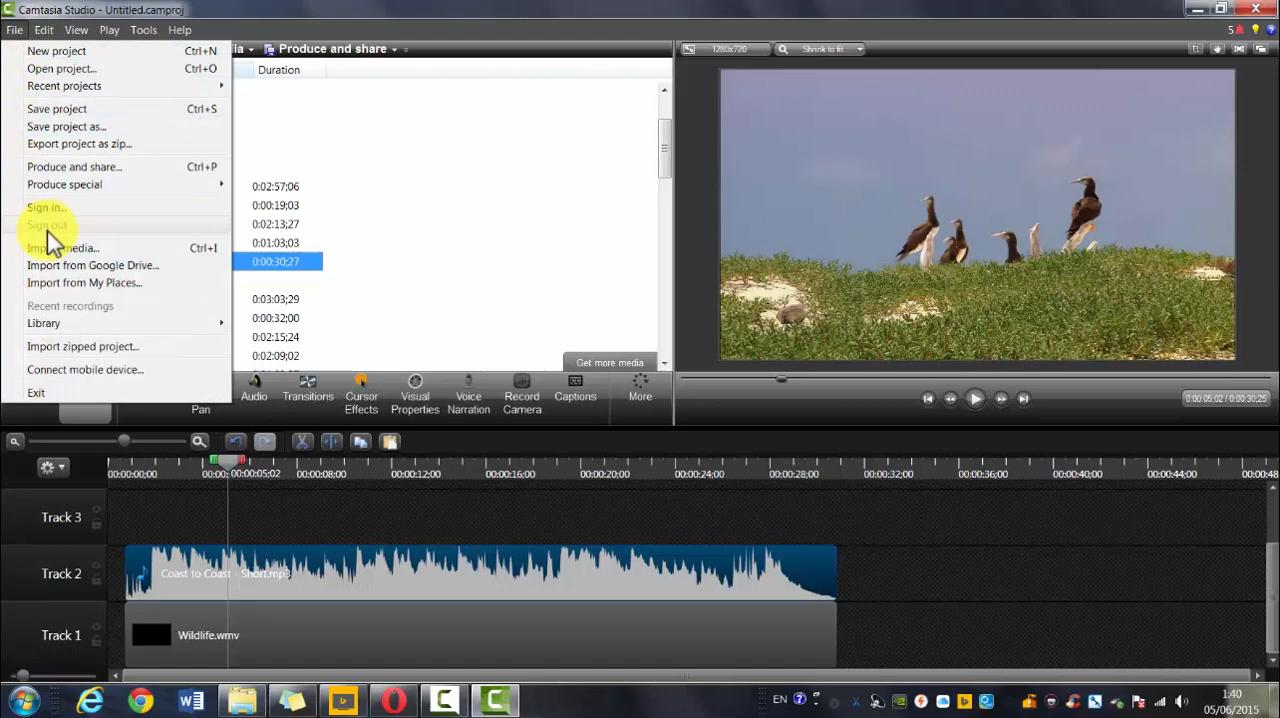 Camtasia Studio - Untitled.camproj
File Edit View Play Tools Help
5
New project Ctrl+N
Open project... Ctrl+O
Recent projects
Save project Ctrl+S
Save project as...
Export project as zip...
Produce and share... Ctrl+P
Produce special
Sign in...
Sign out
media... Ctrl+I
Import from Google Drive...
Import from My Places...
Recent recordings
Library
Import zipped project...
Connect mobile device...
Exit
Produce and share
Duration
0:02:57;06
0:00:19;03
0:02:13;27
0:01:03;03
0:00:30;27
0:03:03;29
0:00:32;00
0:02:15;24
0:02:09;02
Get more media
1280x720 Shrink to fit
Pan
Audio
Transitions
Cursor
Effects
Visual
Properties
Voice
Narration
Record
Camera
Captions
More
0:00:05;02 / 0:00:30;25
00:00:00;00 00:00: 00:00:05;02 00:00:08;00 00:00:12;00 00:00:16;00 00:00:20;00 00:00:24;00 00:00:28;00 00:00:32;00 00:00:36;00 00:00:40;00 00:00:44;00 00:00:48
Track 3
Track 2
Coast to Coast - Short.mp3
Track 1
Wildlife.wmv
EN
1:40
05/06/2015